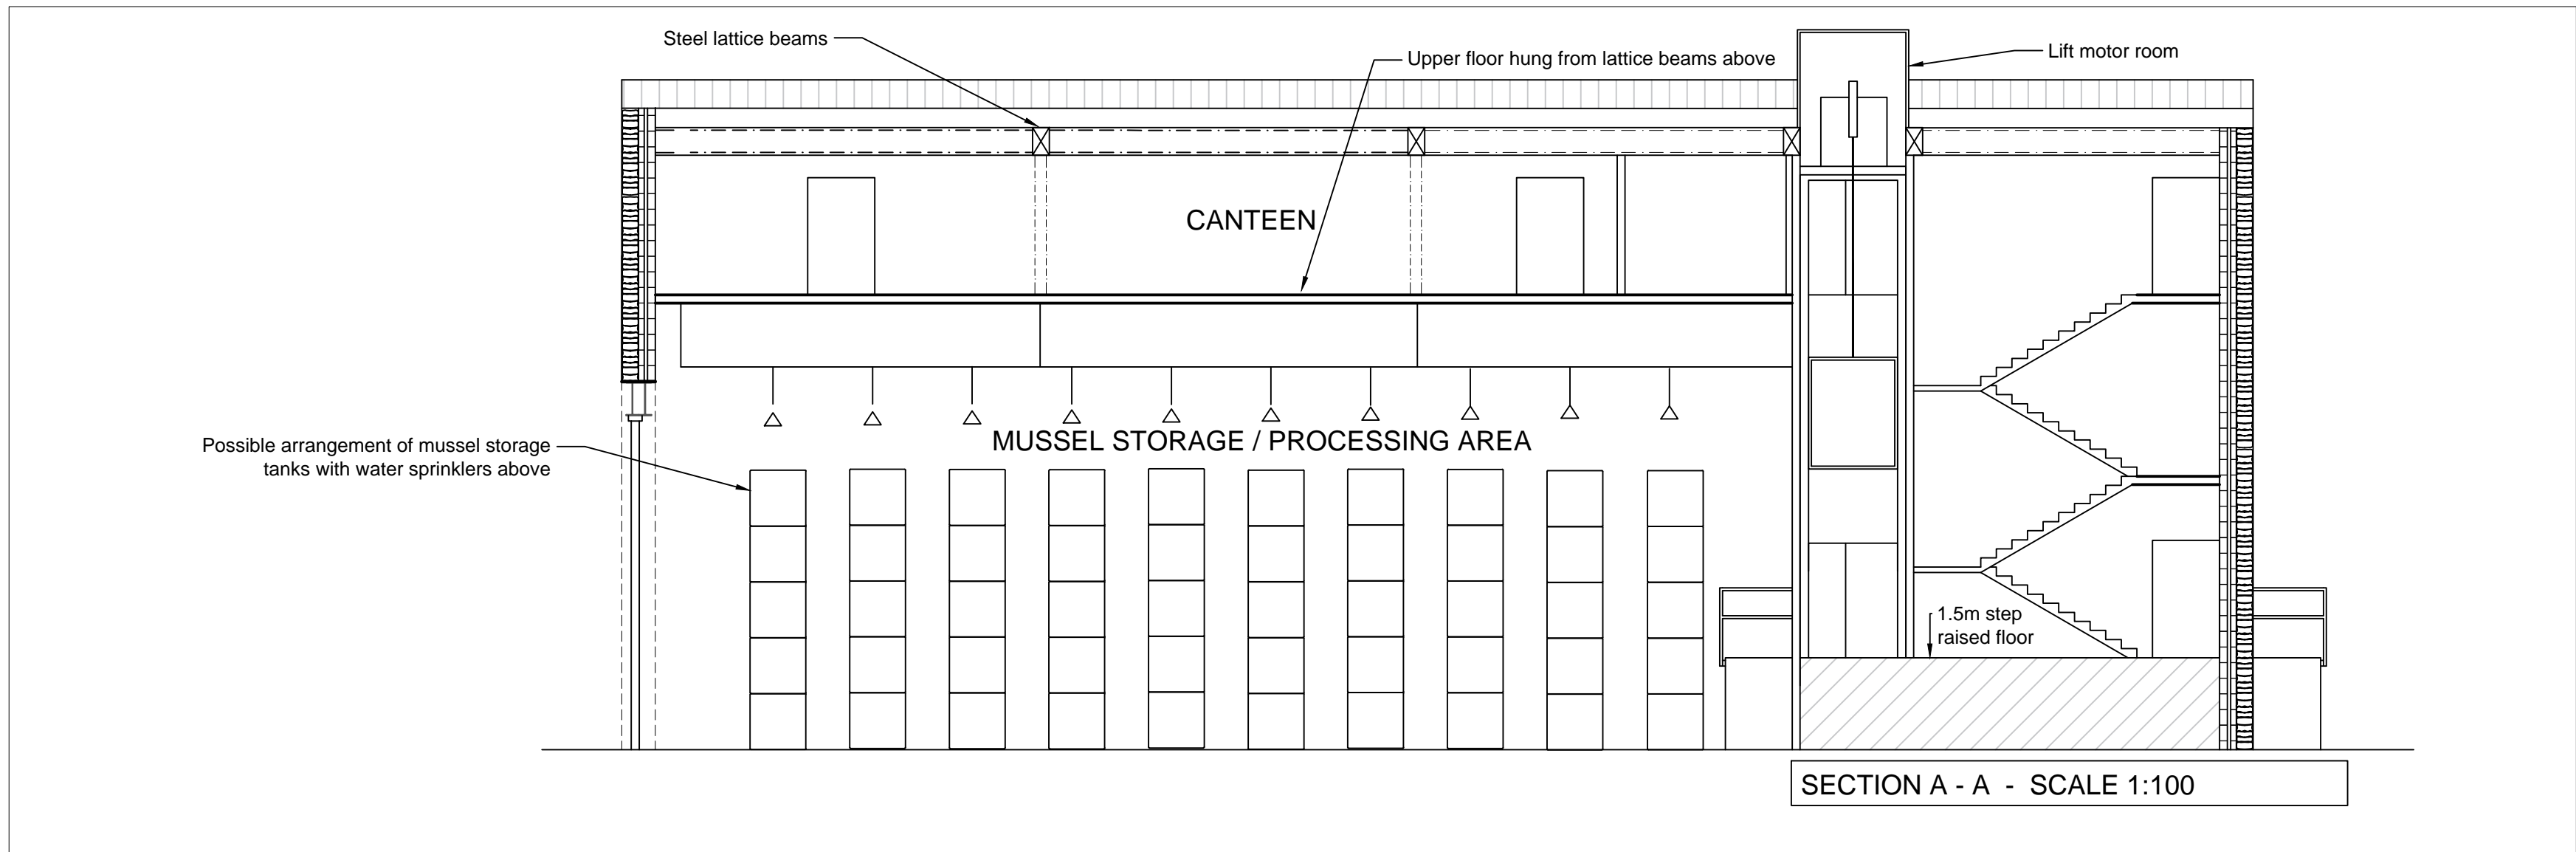 Steel lattice beams
Upper floor hung from lattice beams above
Lift motor room
CANTEEN
Possible arrangement of mussel storage
tanks with water sprinklers above
MUSSEL STORAGE / PROCESSING AREA
1.5m step
raised floor
SECTION A - A - SCALE 1:100